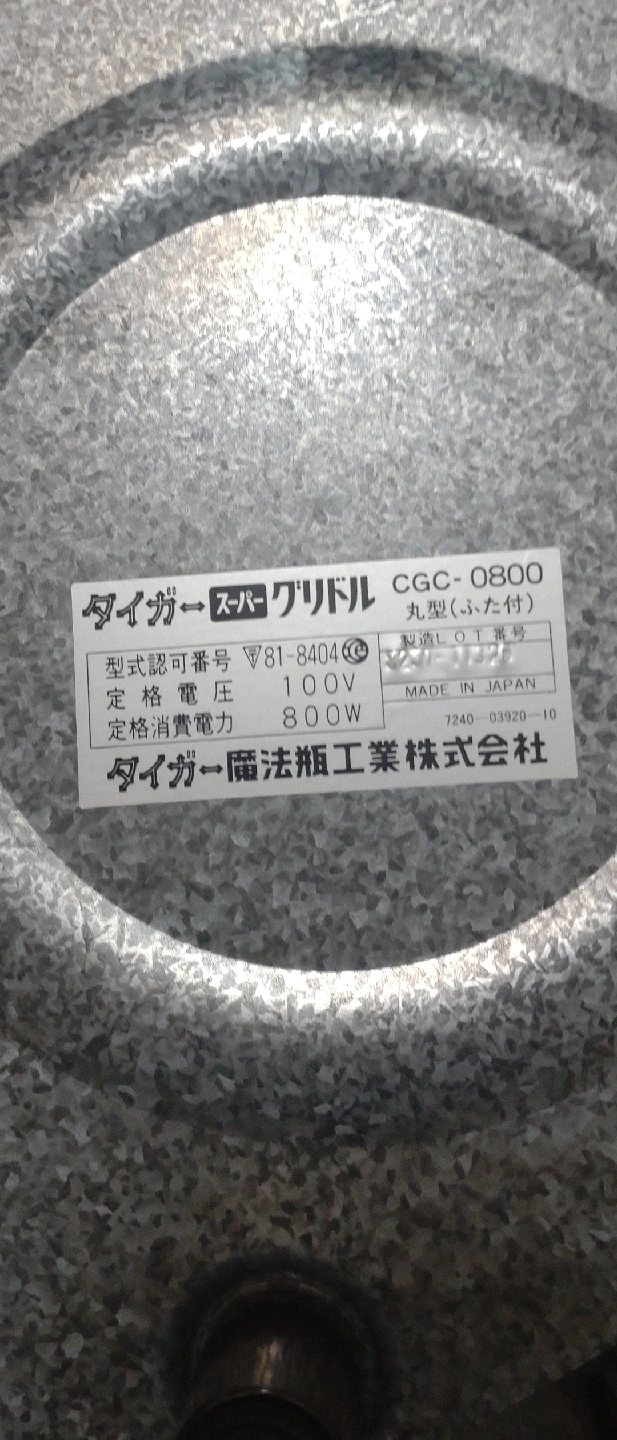 タイガー スーパー グリドル CGC-0800
丸型(ふた付)
型式認可番号 81-8404
定格電圧 100V
定格消費電力 800W
製造LOT番号
MADE IN JAPAN
7240-03920-10
タイガー魔法瓶工業株式会社